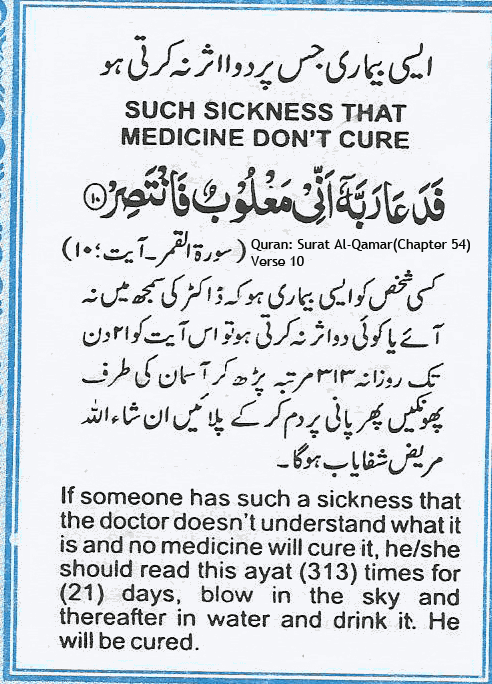 ایسی بیماری جس پر دوا اثر نہ کرتی ہو
SUCH SICKNESS THAT
MEDICINE DON'T CURE
فَدَعَا رَبَّهٗۤ اَنِّیْ مَغْلُوْبٌ فَانْتَصِرْ ۱۰
(سورۃ القمر۔آیت؛۱۰) Quran: Surat Al-Qamar(Chapter 54)
Verse 10
کسی شخص کو ایسی بیماری ہو کہ ڈاکٹر کی سمجھ میں نہ
آئے یا کوئی دوا اثر نہ کرتی ہو تو اس آیت کو ۲۱ دن
تک روزانہ ۳۱۳ مرتبہ پڑھ کر آسمان کی طرف
پھونکیں پھر پانی پر دم کر کے پلائیں ان شاء اللہ
مریض شفایاب ہوگا۔
If someone has such a sickness that
the doctor doesn't understand what it
is and no medicine will cure it, he/she
should read this ayat (313) times for
(21) days, blow in the sky and
thereafter in water and drink it. He
will be cured.